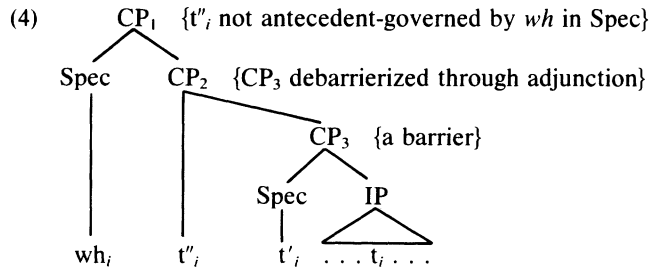 (4) CP₁ {t″ᵢ not antecedent-governed by wh in Spec}
Spec CP₂ {CP₃ debarrierized through adjunction}
CP₃ {a barrier}
Spec IP
whᵢ t″ᵢ t′ᵢ . . . tᵢ . . .